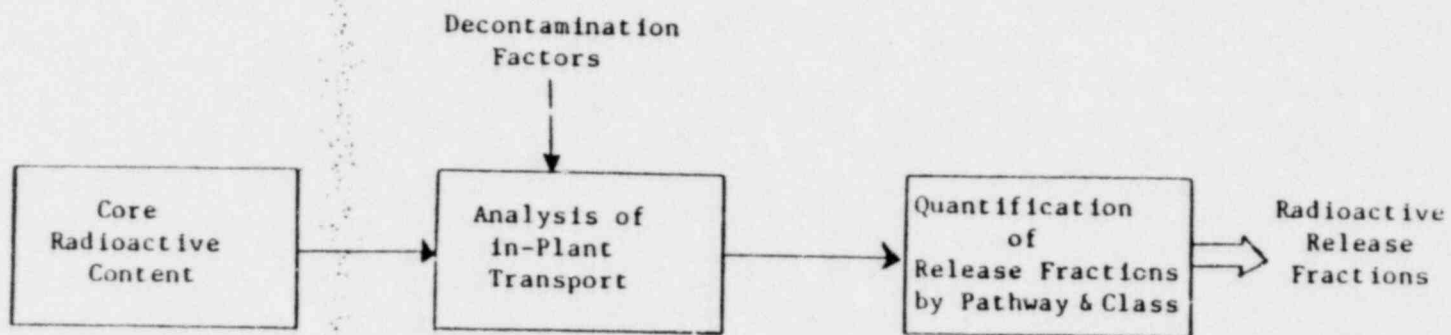 Decontamination
Factors
Core
Radioactive
Content
Analysis of
in-Plant
Transport
Quantification
of
Release Fractions
by Pathway & Class
Radioactive
Release
Fractions